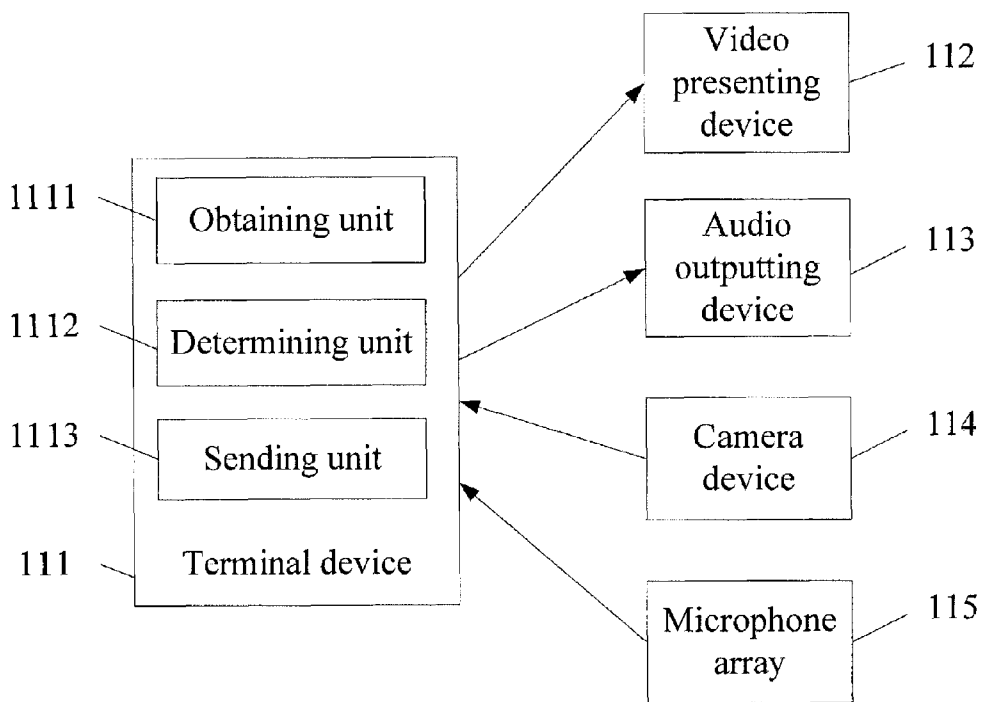 1111
Obtaining unit
1112
Determining unit
1113
Sending unit
111
Terminal device
Video
presenting
device
112
Audio
outputting
device
113
Camera
device
114
Microphone
array
115